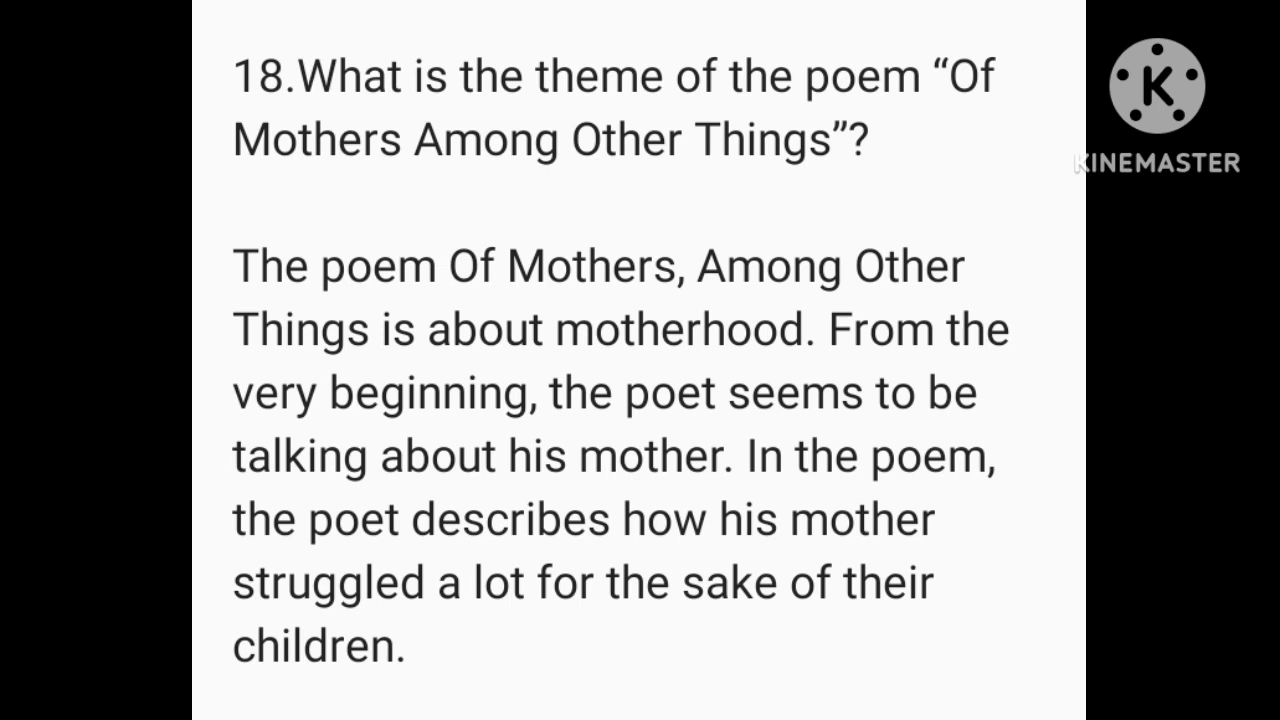 18.What is the theme of the poem “Of
Mothers Among Other Things”?
The poem Of Mothers, Among Other
Things is about motherhood. From the
very beginning, the poet seems to be
talking about his mother. In the poem,
the poet describes how his mother
struggled a lot for the sake of their
children.
K
KINEMASTER